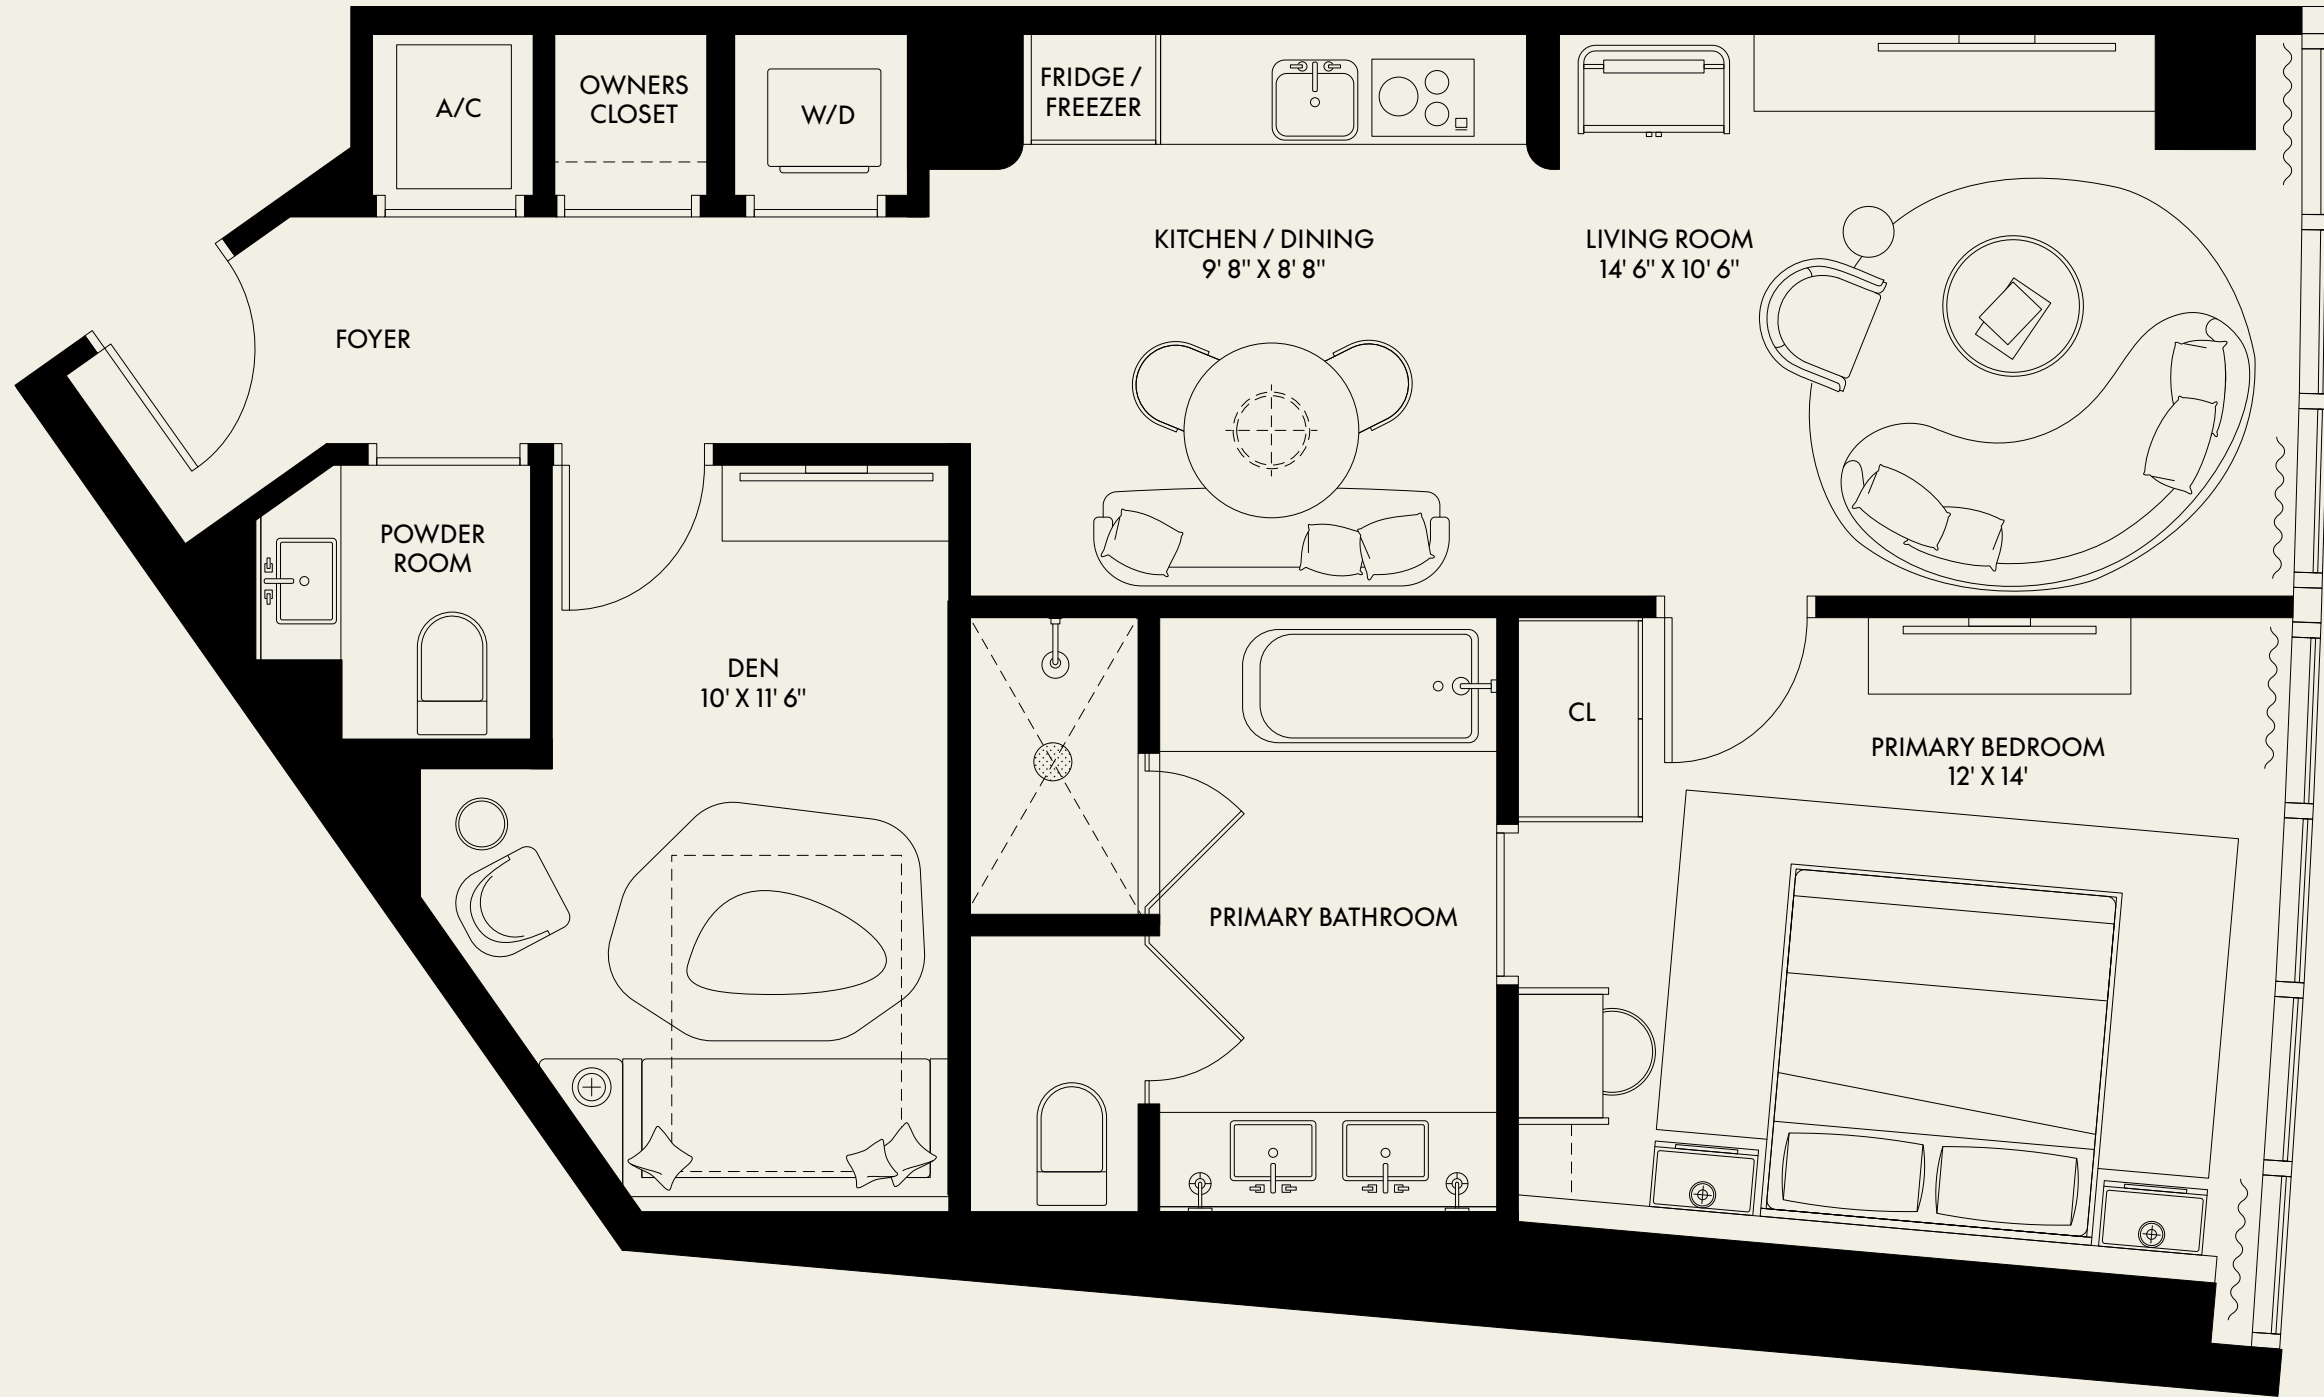 A/C
OWNERS
CLOSET
W/D
FRIDGE /
FREEZER
KITCHEN / DINING
9' 8" X 8' 8"
LIVING ROOM
14' 6" X 10' 6"
FOYER
POWDER
ROOM
DEN
10' X 11' 6"
CL
PRIMARY BEDROOM
12' X 14'
PRIMARY BATHROOM